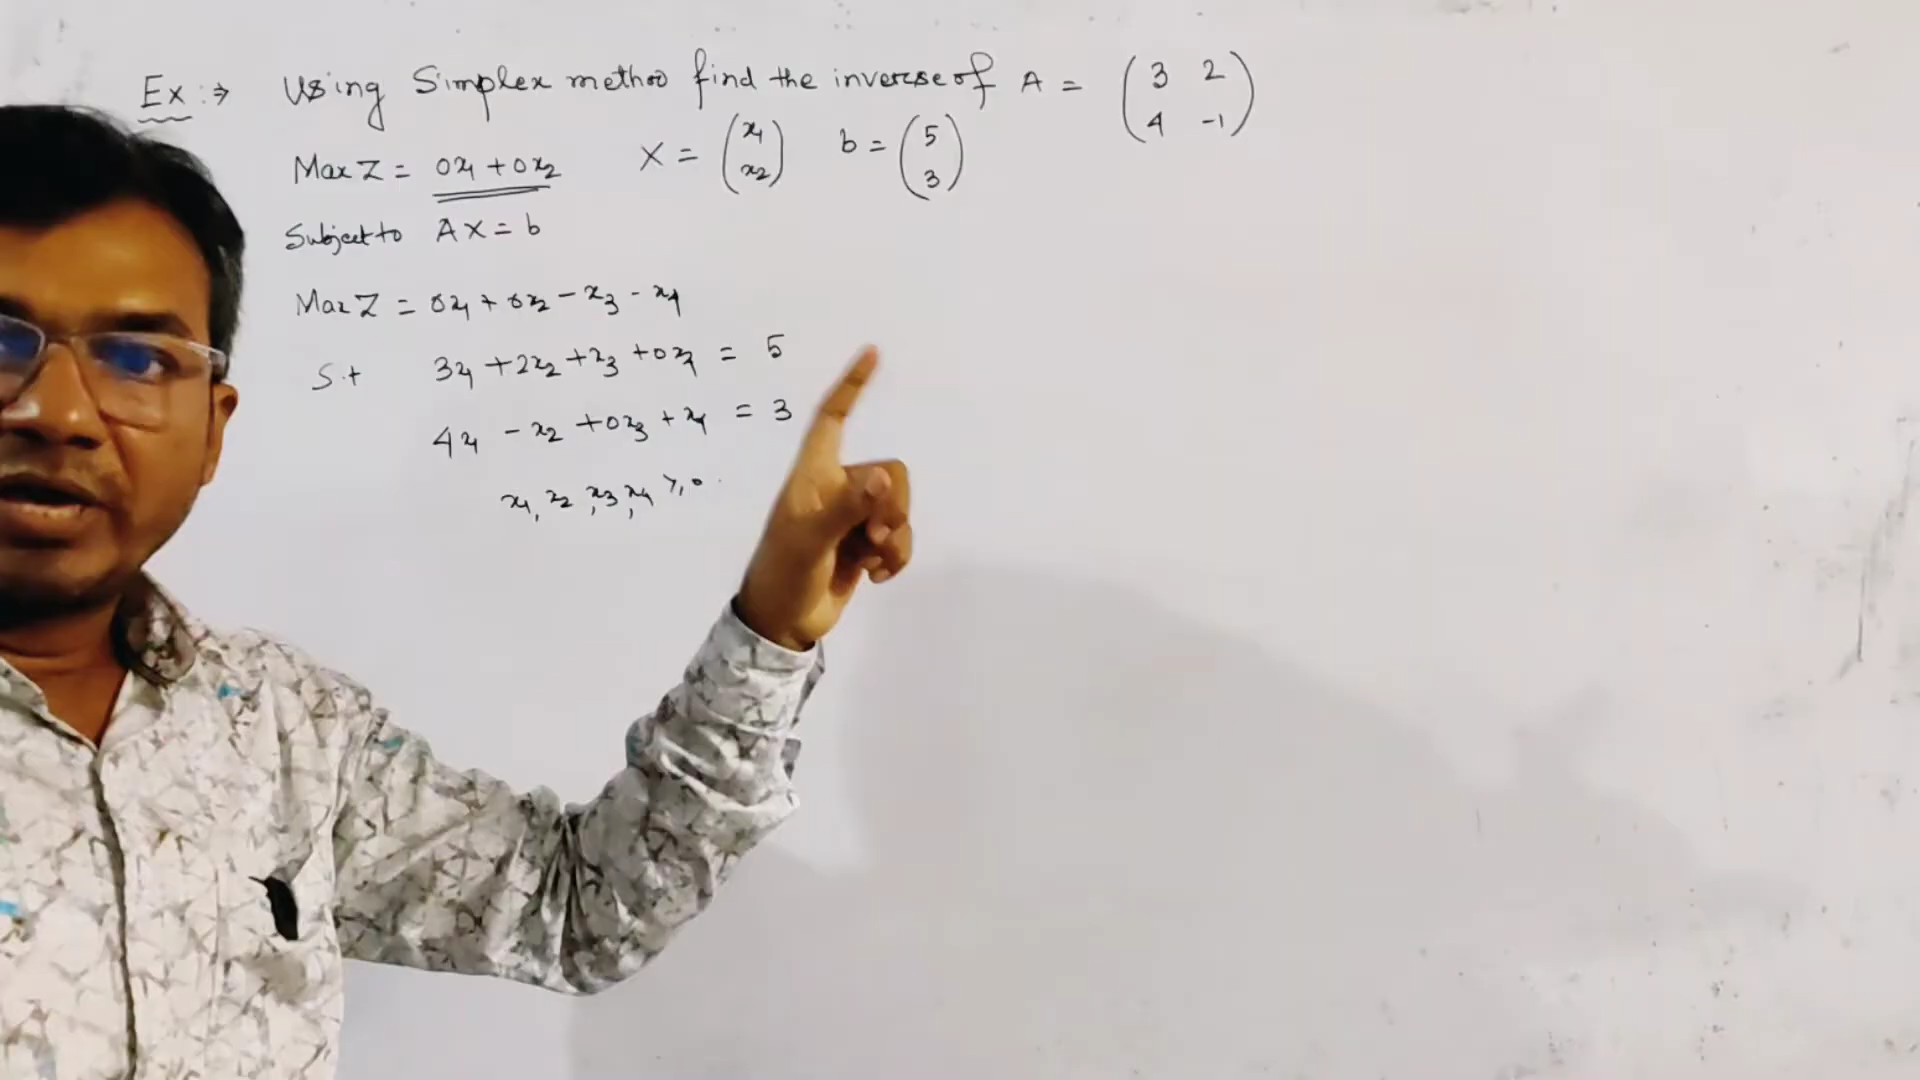 Ex :⇒ Using Simplex method find the inverse of A = (3 2 4 -1)
Max Z = 0x1 + 0x2 X = (x1 x2) b = (5 3)
Subject to AX = b
Max Z = 0x1 + 0x2 - x3 - x4
S.t 3x1 + 2x2 + x3 + 0x4 = 5
4x1 - x2 + 0x3 + x4 = 3
x1, x2, x3, x4 ≥ 0.